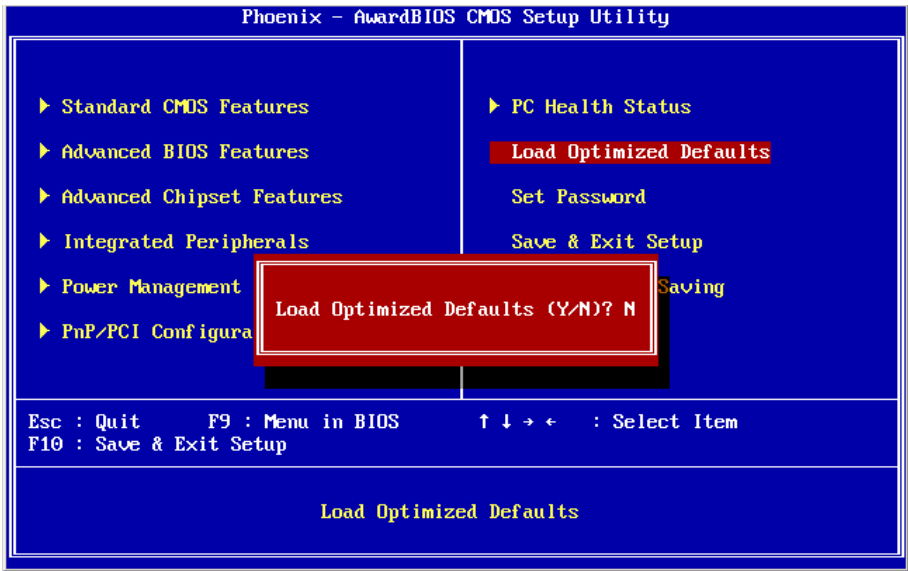 Phoenix - AwardBIOS CMOS Setup Utility
Standard CMOS Features
Advanced BIOS Features
Advanced Chipset Features
Integrated Peripherals
Power Management
PnP/PCI Configura
PC Health Status
Load Optimized Defaults
Set Password
Save & Exit Setup
Saving
Load Optimized Defaults (Y/N)? N
Esc : Quit F9 : Menu in BIOS ↑ ↓ → ← : Select Item
F10 : Save & Exit Setup
Load Optimized Defaults